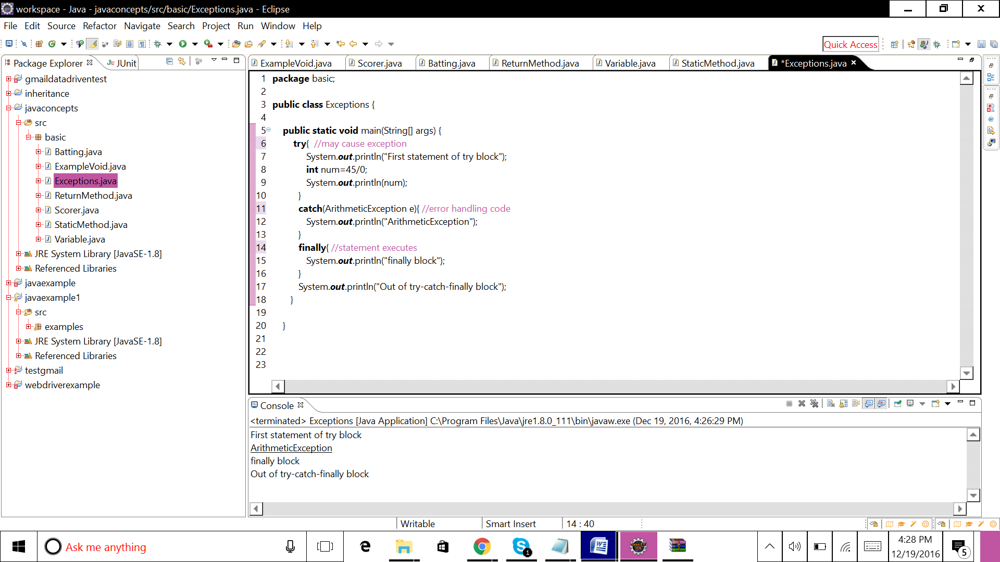 workspace - Java - javaconcepts/src/basic/Exceptions.java - Eclipse
File Edit Source Refactor Navigate Search Project Run Window Help
Quick Access
Package Explorer
JUnit
ExampleVoid.java
Scorer.java
Batting.java
ReturnMethod.java
Variable.java
StaticMethod.java
*Exceptions.java
gmaildatadriventest
inheritance
javaconcepts
src
basic
Batting.java
ExampleVoid.java
Exceptions.java
ReturnMethod.java
Scorer.java
StaticMethod.java
Variable.java
JRE System Library [JavaSE-1.8]
Referenced Libraries
javaexample
javaexample1
src
examples
JRE System Library [JavaSE-1.8]
Referenced Libraries
testgmail
webdriverexample
1 package basic;
2
3 public class Exceptions {
4
5 public static void main(String[] args) {
6 try{ //may cause exception
7 System.out.println("First statement of try block");
8 int num=45/0;
9 System.out.println(num);
10 }
11 catch(ArithmeticException e){ //error handling code
12 System.out.println("ArithmeticException");
13 }
14 finally{ //statement executes
15 System.out.println("finally block");
16 }
17 System.out.println("Out of try-catch-finally block");
18 }
19
20 }
21
22
23
Console
<terminated> Exceptions [Java Application] C:\Program Files\Java\jre1.8.0_111\bin\javaw.exe (Dec 19, 2016, 4:26:29 PM)
First statement of try block
ArithmeticException
finally block
Out of try-catch-finally block
Writable
Smart Insert
14 : 40
Ask me anything
1
Java EE
IDE
4:28 PM
12/19/2016
5